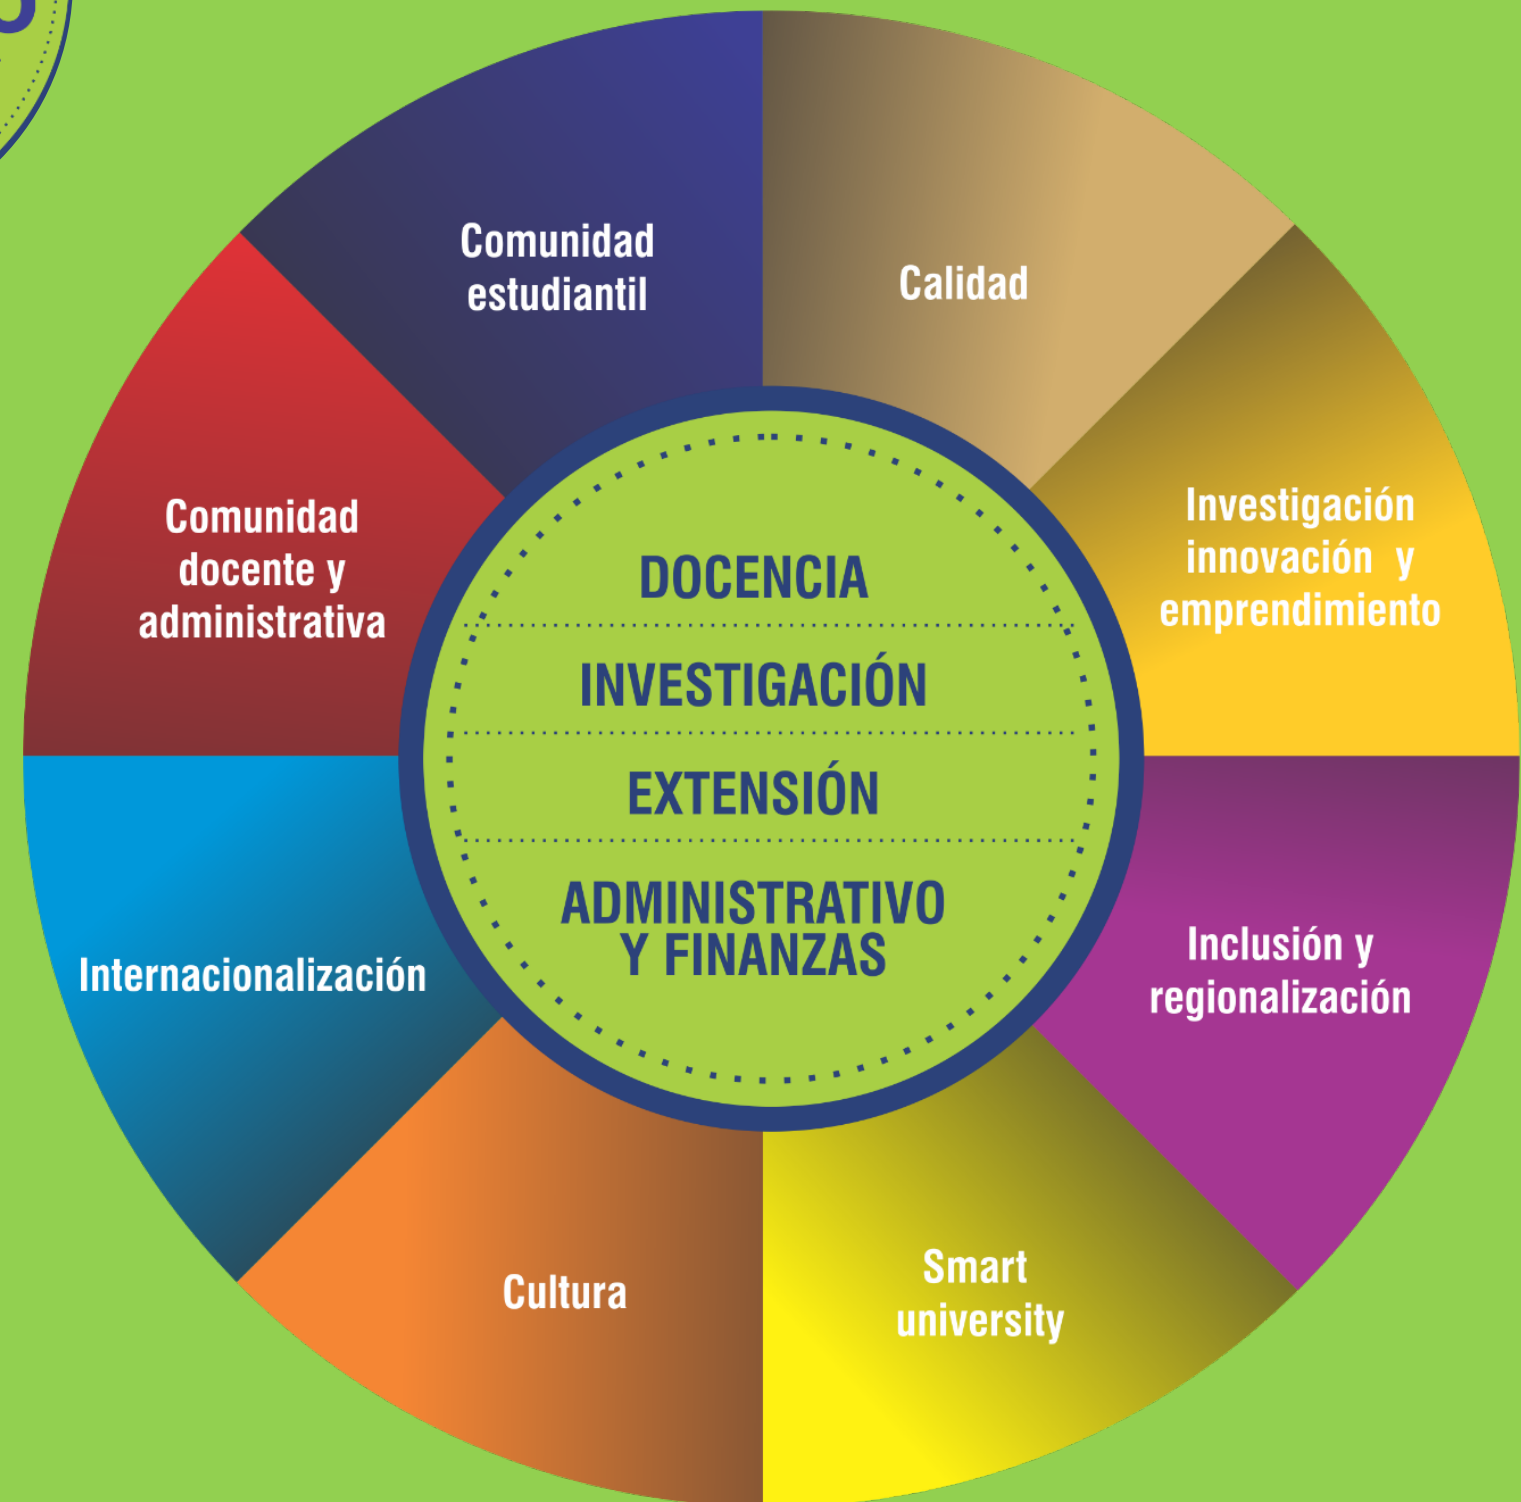 Comunidad
estudiantil
Calidad
Investigación
innovación y
emprendimiento
Inclusión y
regionalización
Smart
university
Cultura
Internacionalización
Comunidad
docente y
administrativa
DOCENCIA
INVESTIGACIÓN
EXTENSIÓN
ADMINISTRATIVO
Y FINANZAS